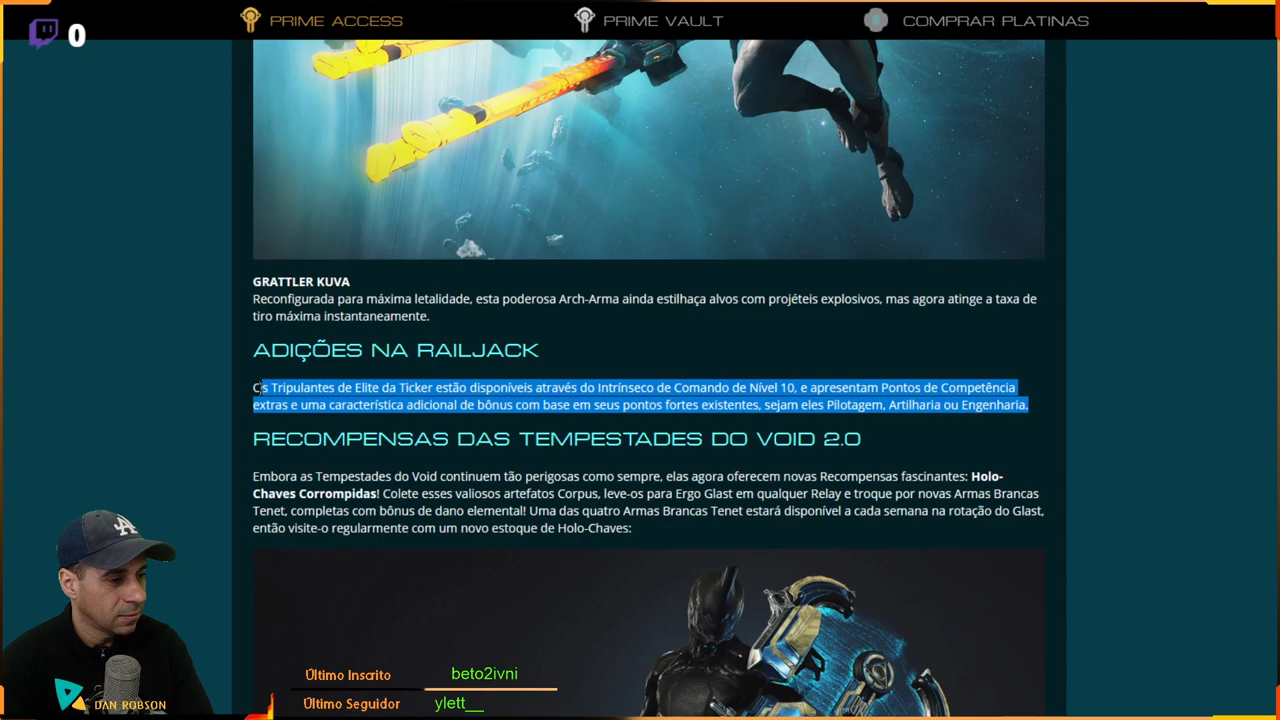 PRIME ACCESS
PRIME VAULT
COMPRAR PLATINAS
0
GRATTLER KUVA
Reconfigurada para máxima letalidade, esta poderosa Arch-Arma ainda estilhaça alvos com projéteis explosivos, mas agora atinge a taxa de
tiro máxima instantaneamente.
ADIÇÕES NA RAILJACK
Os Tripulantes de Elite da Ticker estão disponíveis através do Intrínseco de Comando de Nível 10, e apresentam Pontos de Competência
extras e uma característica adicional de bônus com base em seus pontos fortes existentes, sejam eles Pilotagem, Artilharia ou Engenharia.
RECOMPENSAS DAS TEMPESTADES DO VOID 2.0
Embora as Tempestades do Void continuem tão perigosas como sempre, elas agora oferecem novas Recompensas fascinantes: Holo-
Chaves Corrompidas! Colete esses valiosos artefatos Corpus, leve-os para Ergo Glast em qualquer Relay e troque por novas Armas Brancas
Tenet, completas com bônus de dano elemental! Uma das quatro Armas Brancas Tenet estará disponível a cada semana na rotação do Glast,
então visite-o regularmente com um novo estoque de Holo-Chaves:
Último Inscrito
beto2ivni
Último Seguidor
ylett__
DAN ROBSON